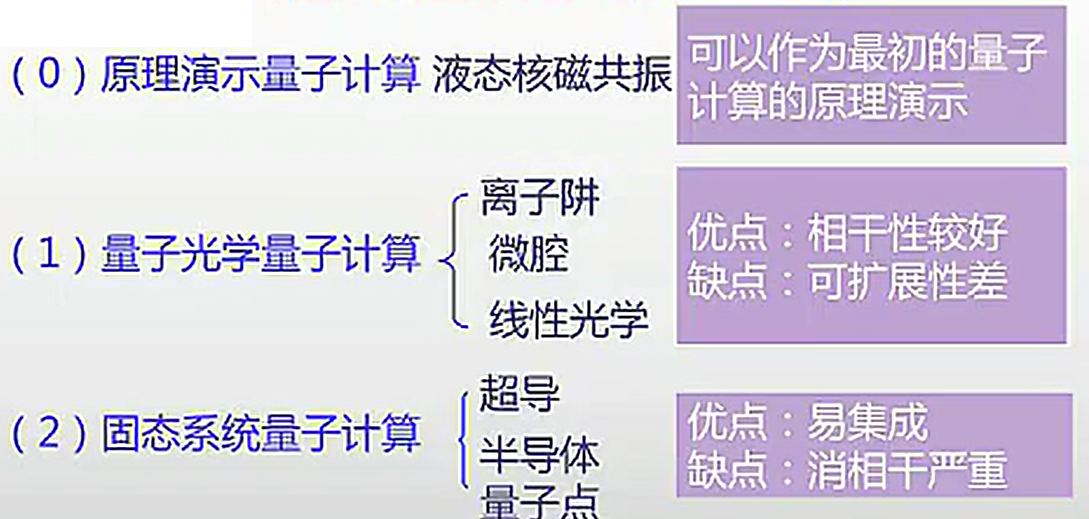 （0）原理演示量子计算 液态核磁共振
可以作为最初的量子
计算的原理演示
（1）量子光学量子计算
离子阱
微腔
线性光学
优点：相干性较好
缺点：可扩展性差
（2）固态系统量子计算
超导
半导体
量子点
优点：易集成
缺点：消相干严重